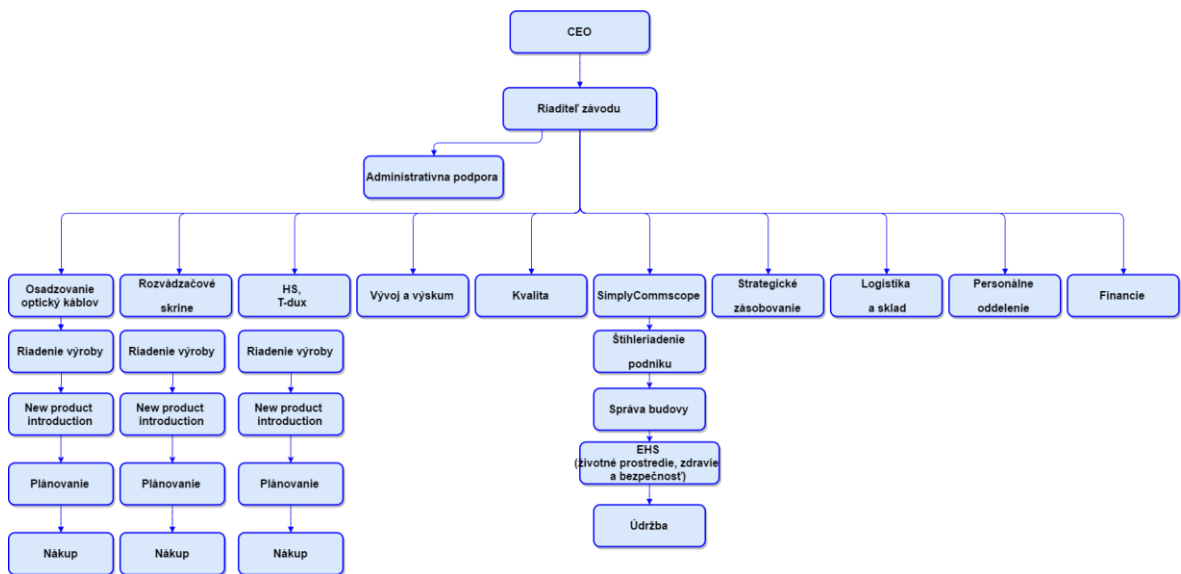 CEO
Riaditeľ závodu
Administratívna podpora
Osadzovanie
optický káblov
Rozvádzačové
skrine
HS,
T-dux
Vývoj a výskum
Kvalita
SimplyCommscope
Strategické
zásobovanie
Logistika
a sklad
Personálne
oddelenie
Financie
Riadenie výroby
Riadenie výroby
Riadenie výroby
Štíhleriadenie
podniku
New product
introduction
New product
introduction
New product
introduction
Správa budovy
EHS
(životné prostredie, zdravie
a bezpečnosť)
Plánovanie
Plánovanie
Plánovanie
Údržba
Nákup
Nákup
Nákup